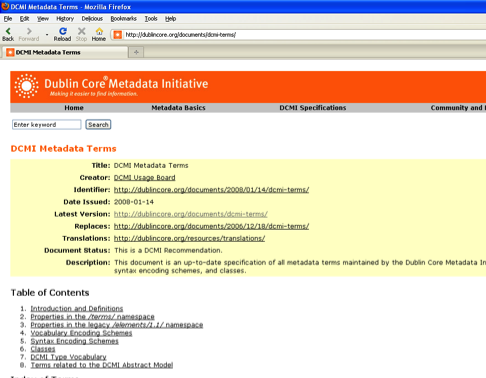 DCMI Metadata Terms - Mozilla Firefox
File Edit View History Delicious Bookmarks Tools Help
Back Forward Reload Stop Home http://dublincore.org/documents/dcmi-terms/
DCMI Metadata Terms
Dublin Core® Metadata Initiative
Making it easier to find information.
Home Metadata Basics DCMI Specifications Community and
Enter keyword Search
DCMI Metadata Terms
Title: DCMI Metadata Terms
Creator: DCMI Usage Board
Identifier: http://dublincore.org/documents/2008/01/14/dcmi-terms/
Date Issued: 2008-01-14
Latest Version: http://dublincore.org/documents/dcmi-terms/
Replaces: http://dublincore.org/documents/2006/12/18/dcmi-terms/
Translations: http://dublincore.org/resources/translations/
Document Status: This is a DCMI Recommendation.
Description: This document is an up-to-date specification of all metadata terms maintained by the Dublin Core Metadata In
syntax encoding schemes, and classes.
Table of Contents
1. Introduction and Definitions
2. Properties in the /terms/ namespace
3. Properties in the legacy /elements/1.1/ namespace
4. Vocabulary Encoding Schemes
5. Syntax Encoding Schemes
6. Classes
7. DCMI Type Vocabulary
8. Terms related to the DCMI Abstract Model